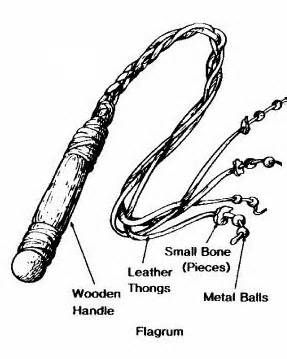 Small Bone
(Pieces)
Leather
Thongs
Metal Balls
Wooden
Handle
Flagrum